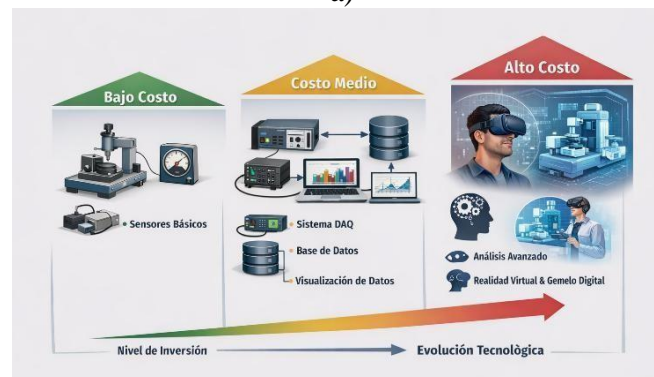 a)
Bajo Costo
Costo Medio
Alto Costo
Sensores Básicos
Sistema DAQ
Base de Datos
Visualización de Datos
Análisis Avanzado
Realidad Virtual & Gemelo Digital
Nivel de Inversión
Evolución Tecnològica